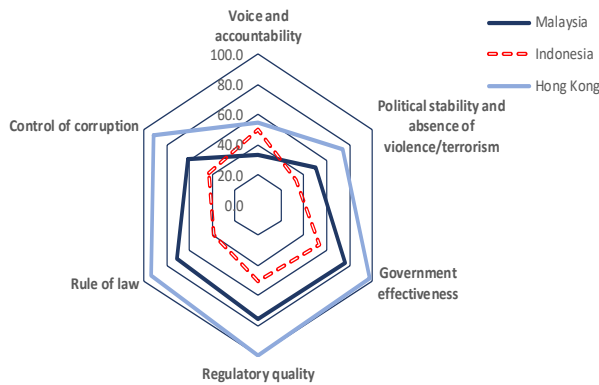 Voice and
accountability
Malaysia
Indonesia
Hong Kong
100.0
80.0
60.0
40.0
20.0
0.0
Political stability and
absence of
violence/terrorism
Control of corruption
Government
effectiveness
Rule of law
Regulatory quality